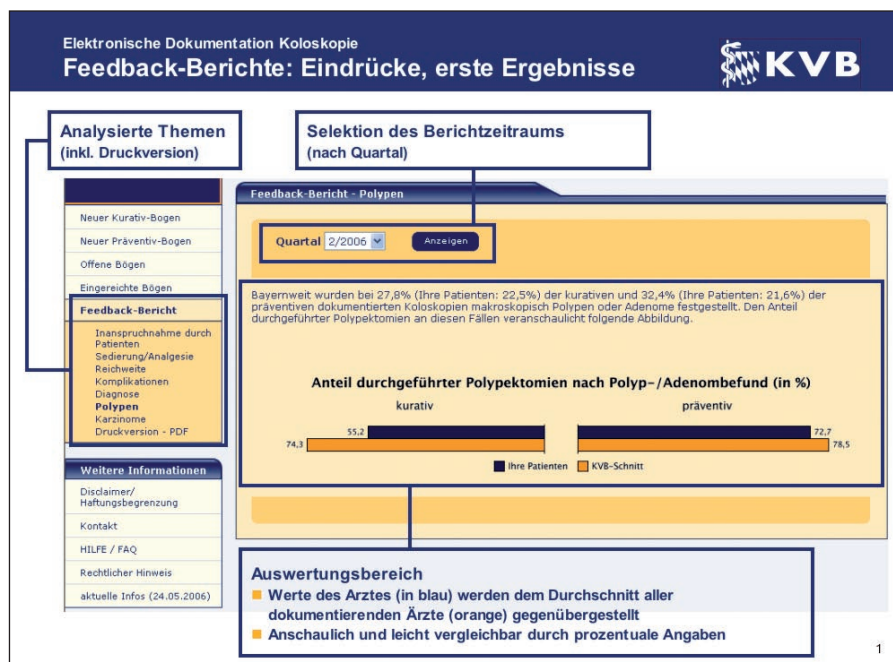 Elektronische Dokumentation Koloskopie
Feedback-Berichte: Eindrücke, erste Ergebnisse
KVB
Analysierte Themen
(inkl. Druckversion)
Selektion des Berichtzeitraums
(nach Quartal)
Neuer Kurativ-Bogen
Neuer Präventiv-Bogen
Offene Bögen
Eingereichte Bögen
Feedback-Bericht
Inanspruchnahme durch
Patienten
Sedierung/Analgesie
Reichweite
Komplikationen
Diagnose
Polypen
Karzinome
Druckversion - PDF
Weitere Informationen
Disclaimer/
Haftungsbegrenzung
Kontakt
HILFE / FAQ
Rechtlicher Hinweis
aktuelle Infos (24.05.2006)
Feedback-Bericht - Polypen
Quartal 2/2006 Anzeigen
Bayernweit wurden bei 27,8% (Ihre Patienten: 22,5%) der kurativen und 32,4% (Ihre Patienten: 21,6%) der
präventiven dokumentierten Koloskopien makroskopisch Polypen oder Adenome festgestellt. Den Anteil
durchgeführter Polypektomien an diesen Fällen veranschaulicht folgende Abbildung.
Anteil durchgeführter Polypektomien nach Polyp-/Adenombefund (in %)
kurativ präventiv
55,2 72,7
74,3 78,5
Ihre Patienten KVB-Schnitt
Auswertungsbereich
Werte des Arztes (in blau) werden dem Durchschnitt aller
dokumentierenden Ärzte (orange) gegenübergestellt
Anschaulich und leicht vergleichbar durch prozentuale Angaben
1